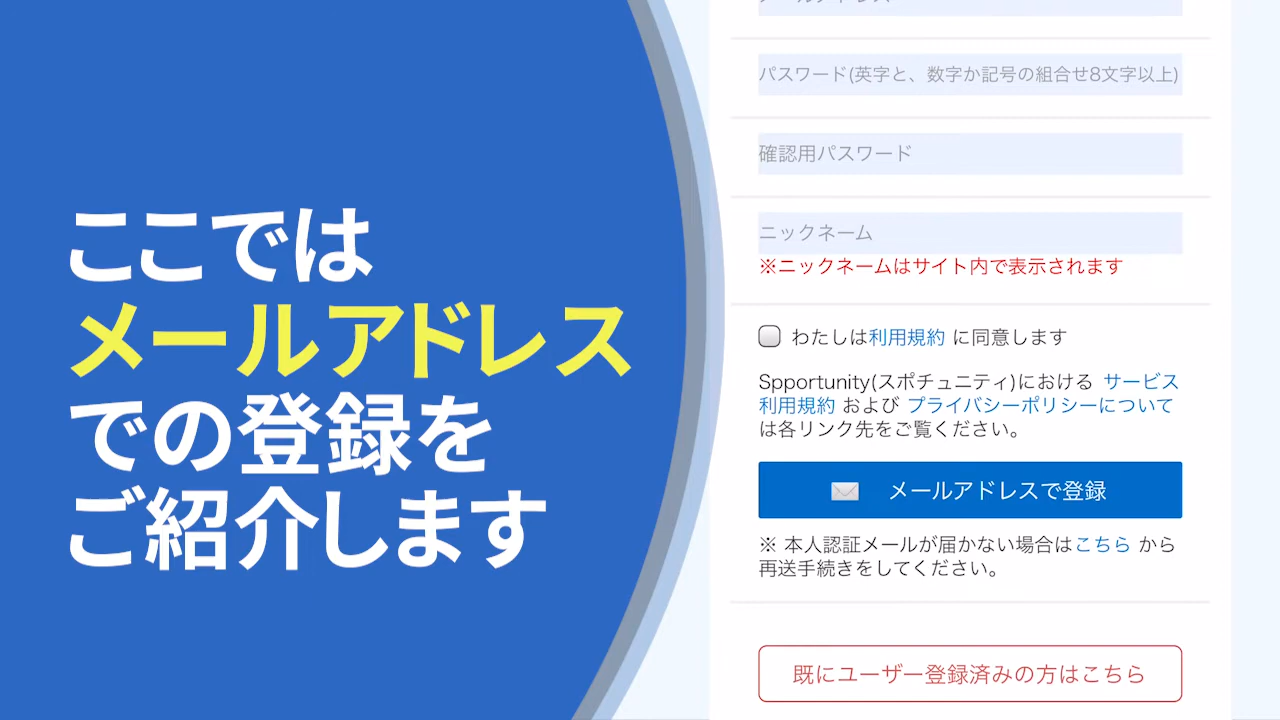 ここでは
メールアドレス
での登録を
ご紹介します
メールアドレス
パスワード(英字と、数字か記号の組合せ8文字以上)
確認用パスワード
ニックネーム
※ニックネームはサイト内で表示されます
わたしは利用規約 に同意します
Spportunity(スポチュニティ)における サービス
利用規約 および プライバシーポリシーについて
は各リンク先をご覧ください。
メールアドレスで登録
※ 本人認証メールが届かない場合はこちら から
再送手続きをしてください。
既にユーザー登録済みの方はこちら